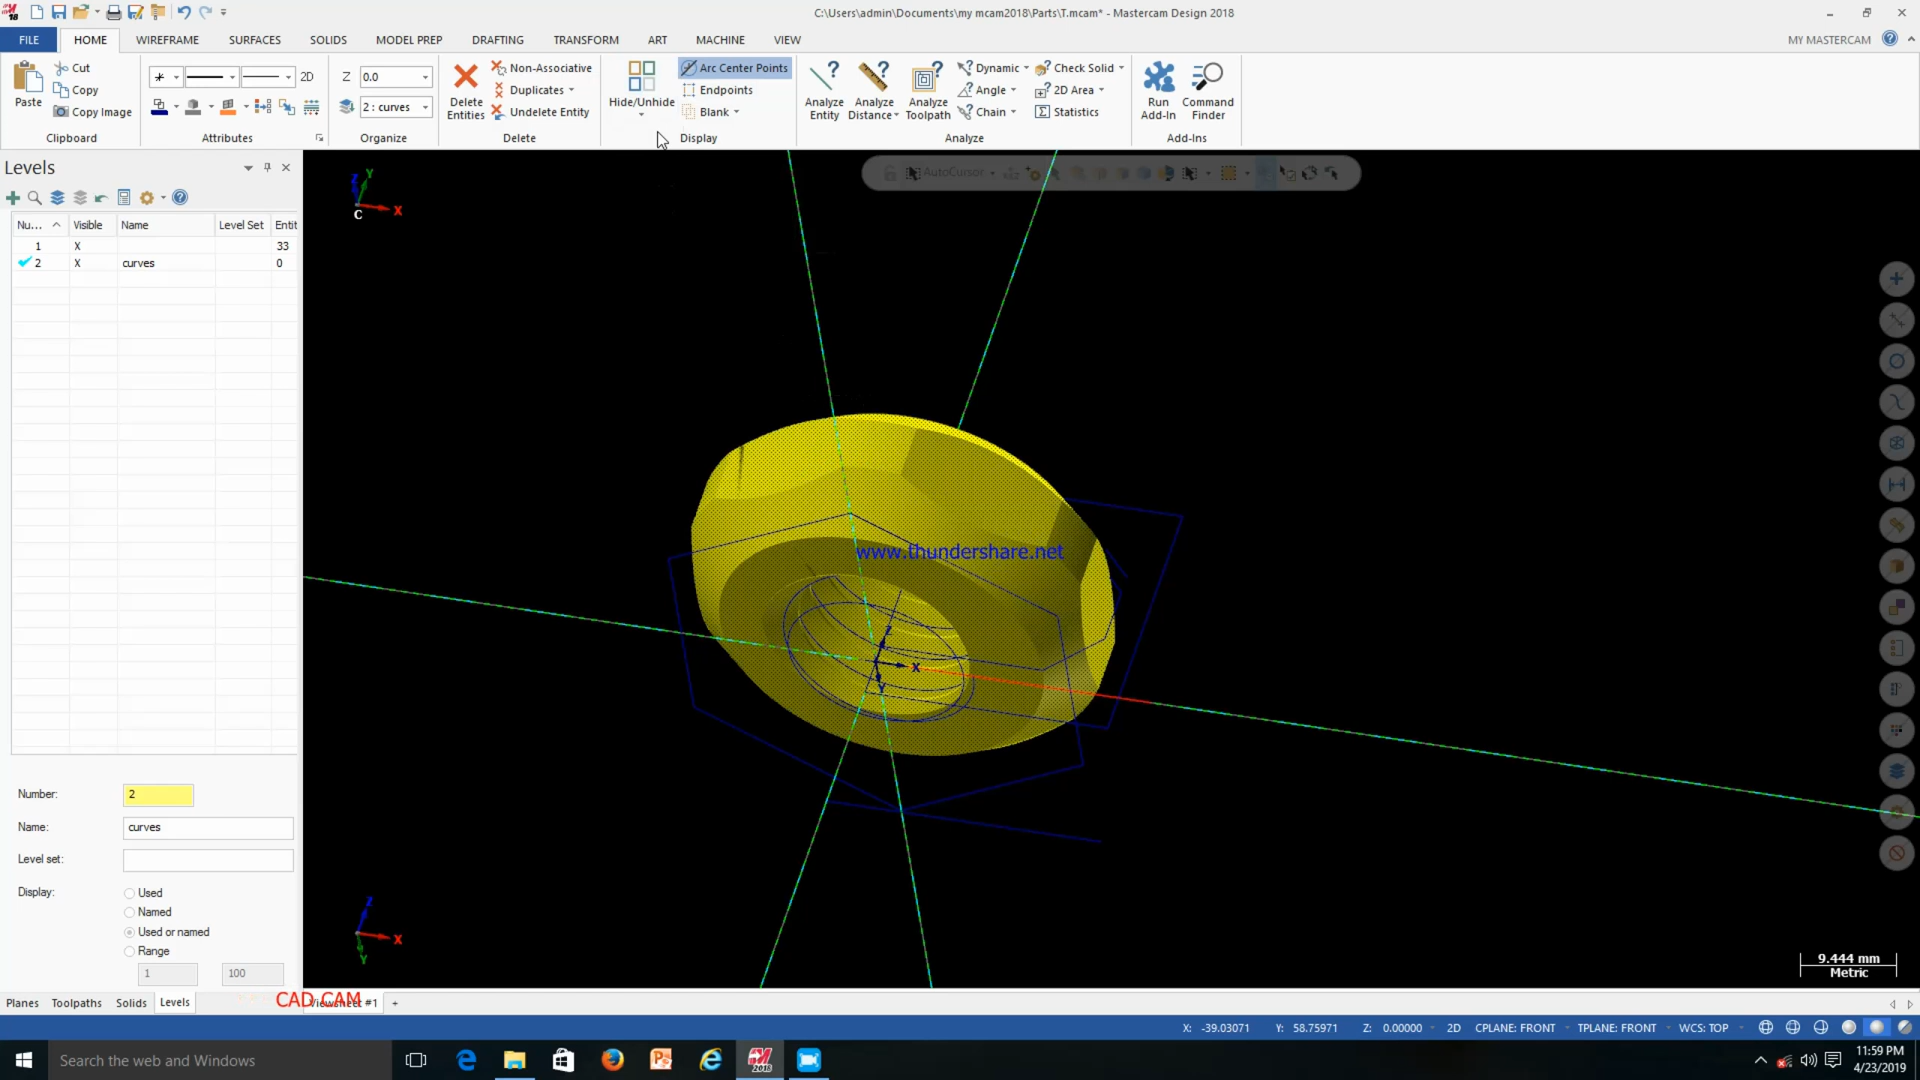 C:\Users\admin\Documents\my mcam2018\Parts\T.mcam* - Mastercam Design 2018
FILE HOME WIREFRAME SURFACES SOLIDS MODEL PREP DRAFTING TRANSFORM ART MACHINE VIEW MY MASTERCAM
Paste
Cut
Copy
Copy Image
Clipboard
2D
Attributes
Z 0.0
2 : curves
Organize
Delete Entities
Non-Associative
Duplicates
Undelete Entity
Delete
Hide/Unhide
Arc Center Points
Endpoints
Blank
Display
Analyze Entity
Analyze Distance
Analyze Toolpath
Dynamic
Angle
Chain
Check Solid
2D Area
Statistics
Analyze
Run Add-In
Command Finder
Add-Ins
Levels
Nu... Visible Name Level Set Entit
1 X 33
2 X curves 0
Number: 2
Name: curves
Level set:
Display:
Used
Named
Used or named
Range
1 100
Planes Toolpaths Solids Levels
CAD CAM
Viewsheet #1 +
AutoCursor
Z Y X C
www.thundershare.net
Z X Y
Z X Y
9.444 mm
Metric
X: -39.03071 Y: 58.75971 Z: 0.00000 2D CPLANE: FRONT TPLANE: FRONT WCS: TOP
Search the web and Windows
2018
11:59 PM
4/23/2019